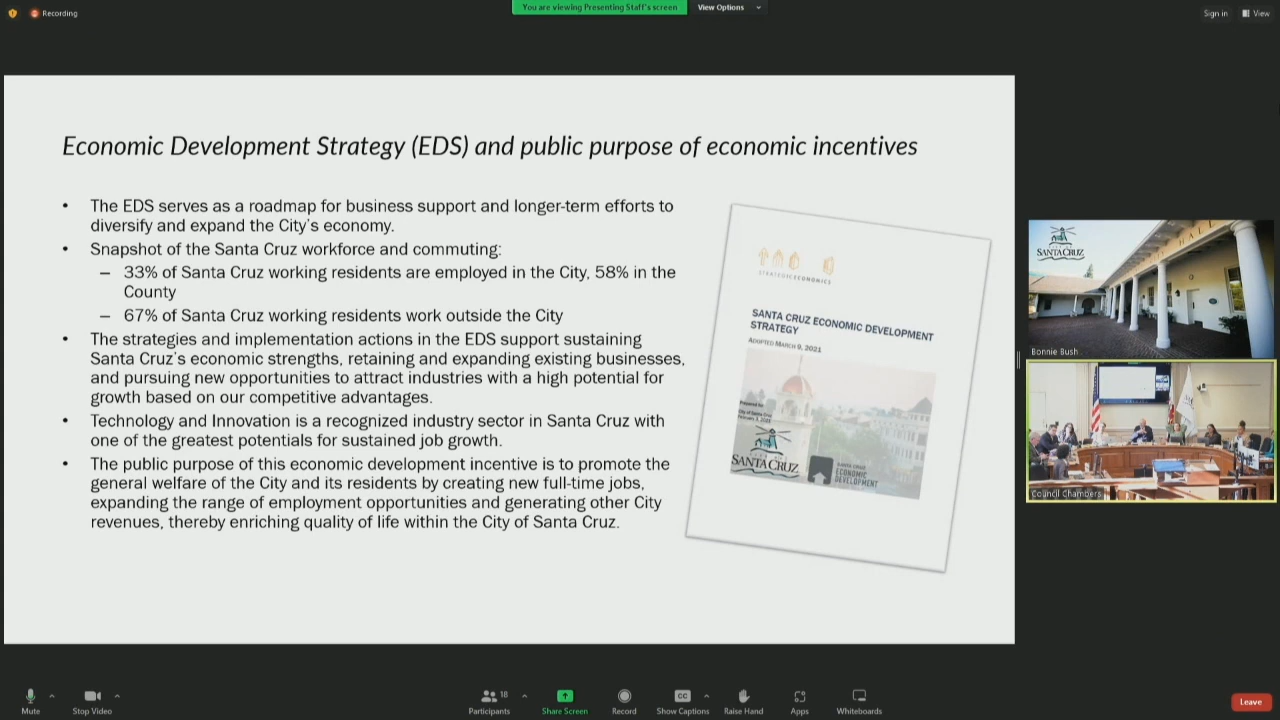 Recording
You are viewing Presenting Staff's screen
View Options
Sign in
View
Economic Development Strategy (EDS) and public purpose of economic incentives
• The EDS serves as a roadmap for business support and longer-term efforts to
diversify and expand the City's economy.
• Snapshot of the Santa Cruz workforce and commuting:
– 33% of Santa Cruz working residents are employed in the City, 58% in the
County
– 67% of Santa Cruz working residents work outside the City
• The strategies and implementation actions in the EDS support sustaining
Santa Cruz's economic strengths, retaining and expanding existing businesses,
and pursuing new opportunities to attract industries with a high potential for
growth based on our competitive advantages.
• Technology and Innovation is a recognized industry sector in Santa Cruz with
one of the greatest potentials for sustained job growth.
• The public purpose of this economic development incentive is to promote the
general welfare of the City and its residents by creating new full-time jobs,
expanding the range of employment opportunities and generating other City
revenues, thereby enriching quality of life within the City of Santa Cruz.
STRATEGICECONOMICS
SANTA CRUZ ECONOMIC DEVELOPMENT
STRATEGY
ADOPTED MARCH 9, 2021
Prepared for:
City of Santa Cruz
SANTA CRUZ
SANTA CRUZ
ECONOMIC
DEVELOPMENT
SANTA CRUZ
HALL
Bonnie Bush
Council Chambers
Mute
Stop Video
Participants
18
Share Screen
Record
CC
Show Captions
Raise Hand
Apps
Whiteboards
Leave